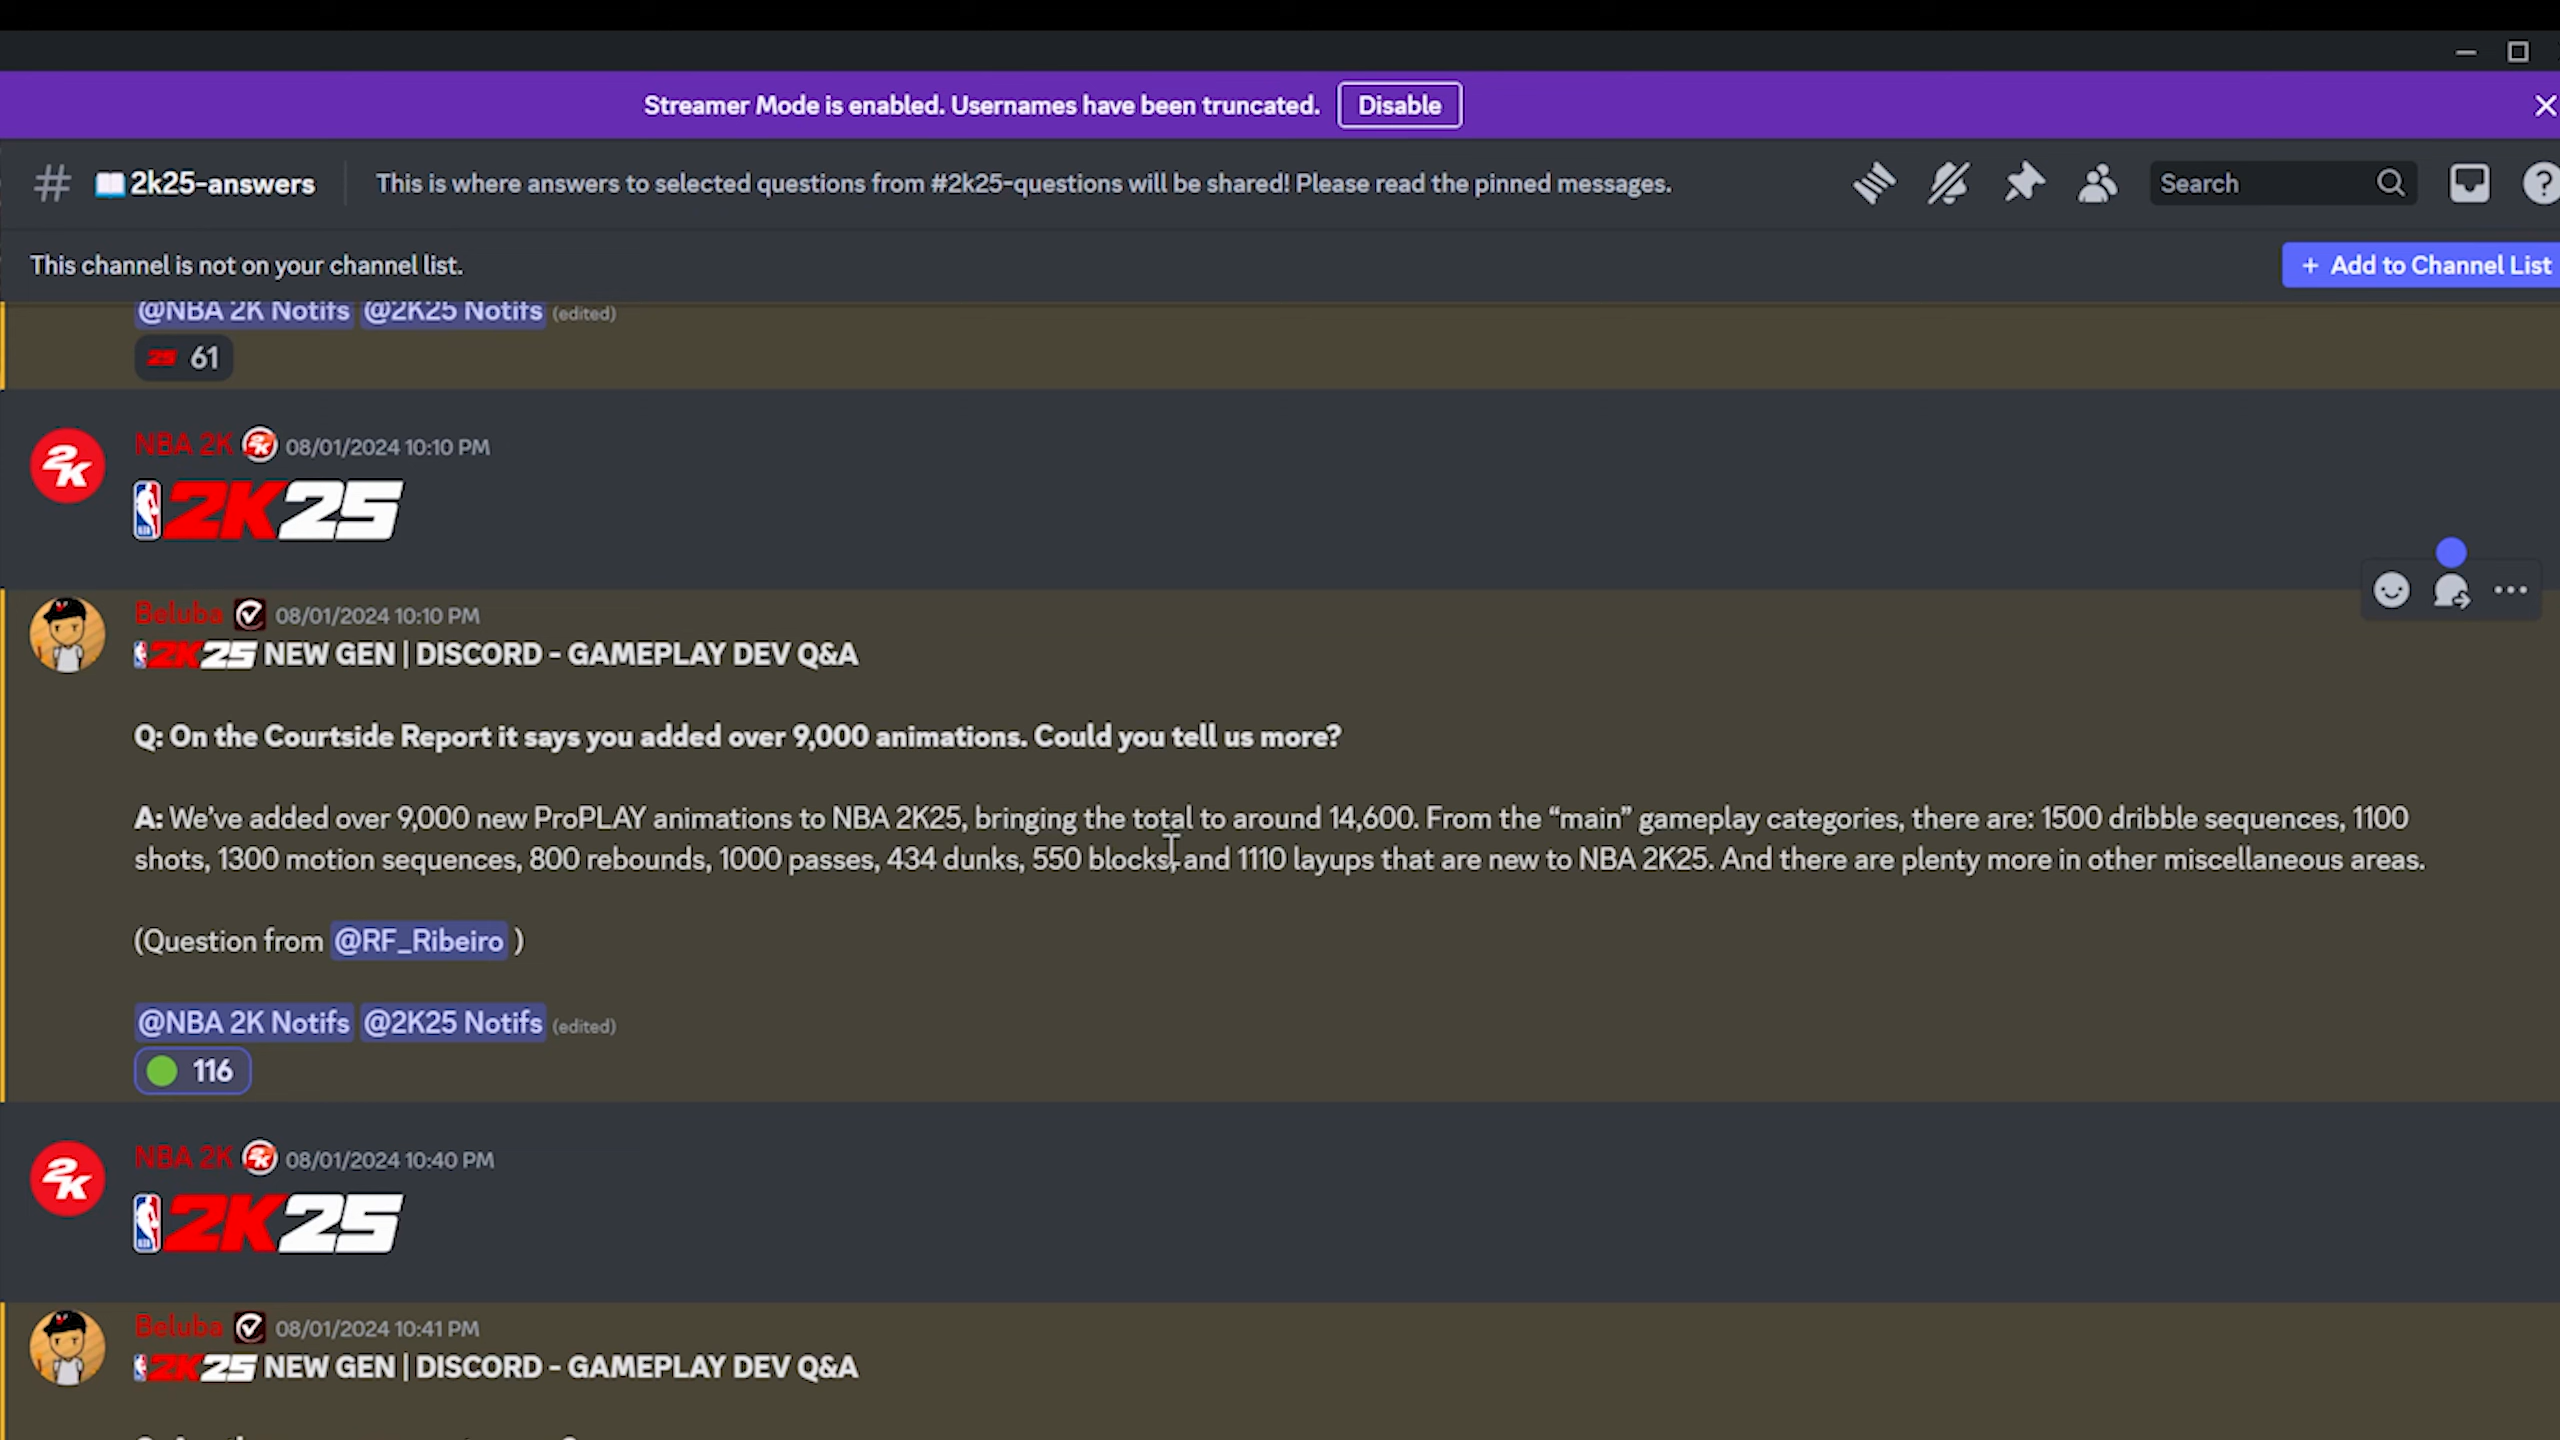 Streamer Mode is enabled. Usernames have been truncated. Disable
2k25-answers This is where answers to selected questions from #2k25-questions will be shared! Please read the pinned messages. Search
This channel is not on your channel list. + Add to Channel List
@NBA 2K Notifs @2K25 Notifs (edited)
25 61
NBA 2K 08/01/2024 10:10 PM
2K25
Beluba 08/01/2024 10:10 PM
2K25 NEW GEN | DISCORD - GAMEPLAY DEV Q&A
Q: On the Courtside Report it says you added over 9,000 animations. Could you tell us more?
A: We’ve added over 9,000 new ProPLAY animations to NBA 2K25, bringing the total to around 14,600. From the “main” gameplay categories, there are: 1500 dribble sequences, 1100
shots, 1300 motion sequences, 800 rebounds, 1000 passes, 434 dunks, 550 blocks, and 1110 layups that are new to NBA 2K25. And there are plenty more in other miscellaneous areas.
(Question from @RF_Ribeiro )
@NBA 2K Notifs @2K25 Notifs (edited)
116
NBA 2K 08/01/2024 10:40 PM
2K25
Beluba 08/01/2024 10:41 PM
2K25 NEW GEN | DISCORD - GAMEPLAY DEV Q&A